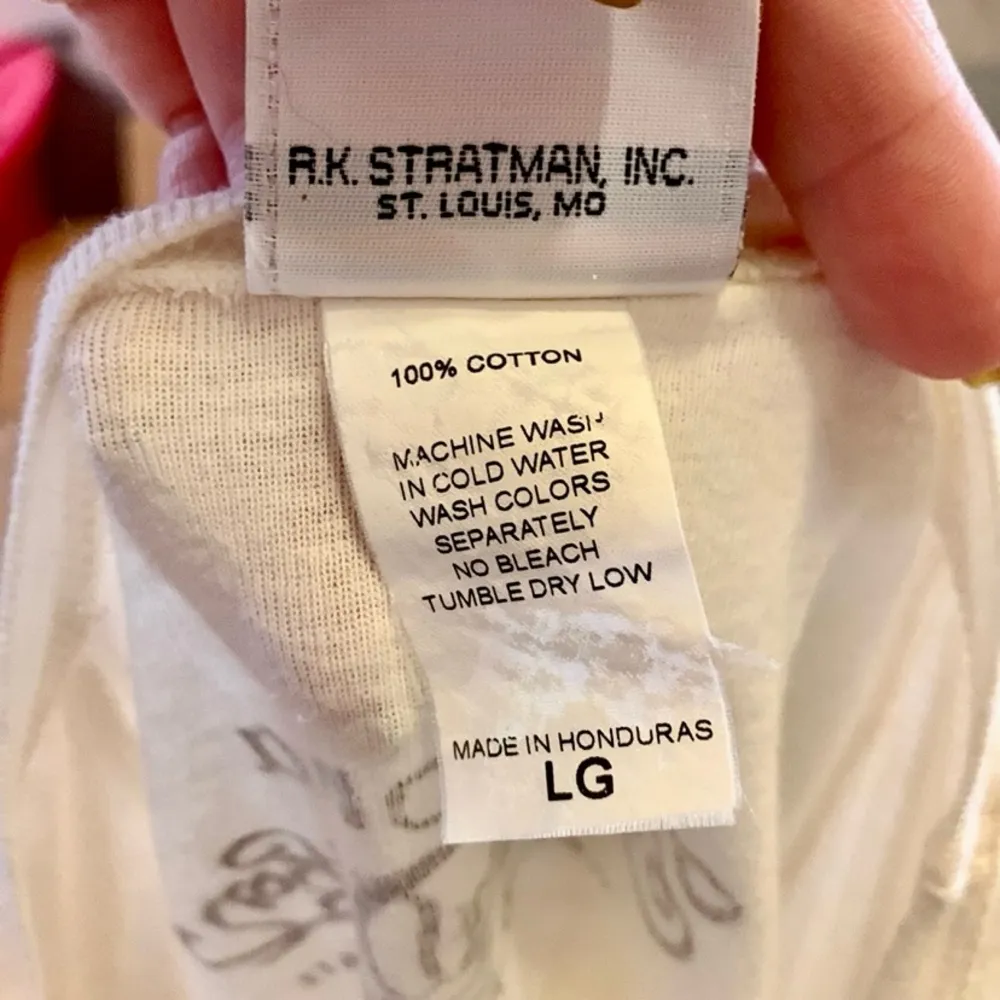 R.K. STRATMAN, INC.
ST. LOUIS, MO
100% COTTON
MACHINE WASH
IN COLD WATER
WASH COLORS
SEPARATELY
NO BLEACH
TUMBLE DRY LOW
MADE IN HONDURAS
LG